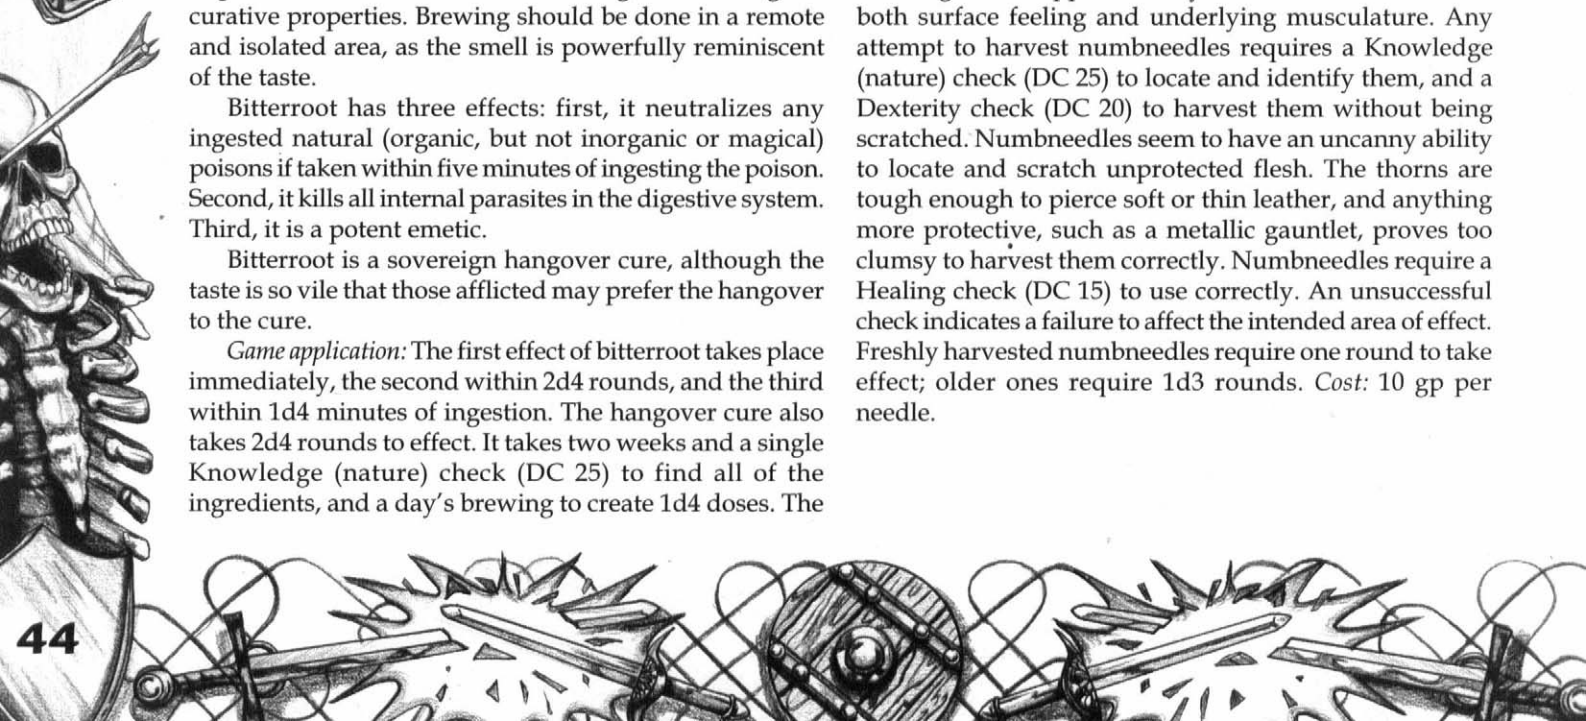 curative properties. Brewing should be done in a remote
and isolated area, as the smell is powerfully reminiscent
of the taste.
Bitterroot has three effects: first, it neutralizes any
ingested natural (organic, but not inorganic or magical)
poisons if taken within five minutes of ingesting the poison.
Second, it kills all internal parasites in the digestive system.
Third, it is a potent emetic.
Bitterroot is a sovereign hangover cure, although the
taste is so vile that those afflicted may prefer the hangover
to the cure.
Game application: The first effect of bitterroot takes place
immediately, the second within 2d4 rounds, and the third
within 1d4 minutes of ingestion. The hangover cure also
takes 2d4 rounds to effect. It takes two weeks and a single
Knowledge (nature) check (DC 25) to find all of the
ingredients, and a day's brewing to create 1d4 doses. The
both surface feeling and underlying musculature. Any
attempt to harvest numbneedles requires a Knowledge
(nature) check (DC 25) to locate and identify them, and a
Dexterity check (DC 20) to harvest them without being
scratched. Numbneedles seem to have an uncanny ability
to locate and scratch unprotected flesh. The thorns are
tough enough to pierce soft or thin leather, and anything
more protective, such as a metallic gauntlet, proves too
clumsy to harvest them correctly. Numbneedles require a
Healing check (DC 15) to use correctly. An unsuccessful
check indicates a failure to affect the intended area of effect.
Freshly harvested numbneedles require one round to take
effect; older ones require 1d3 rounds. Cost: 10 gp per
needle.
44